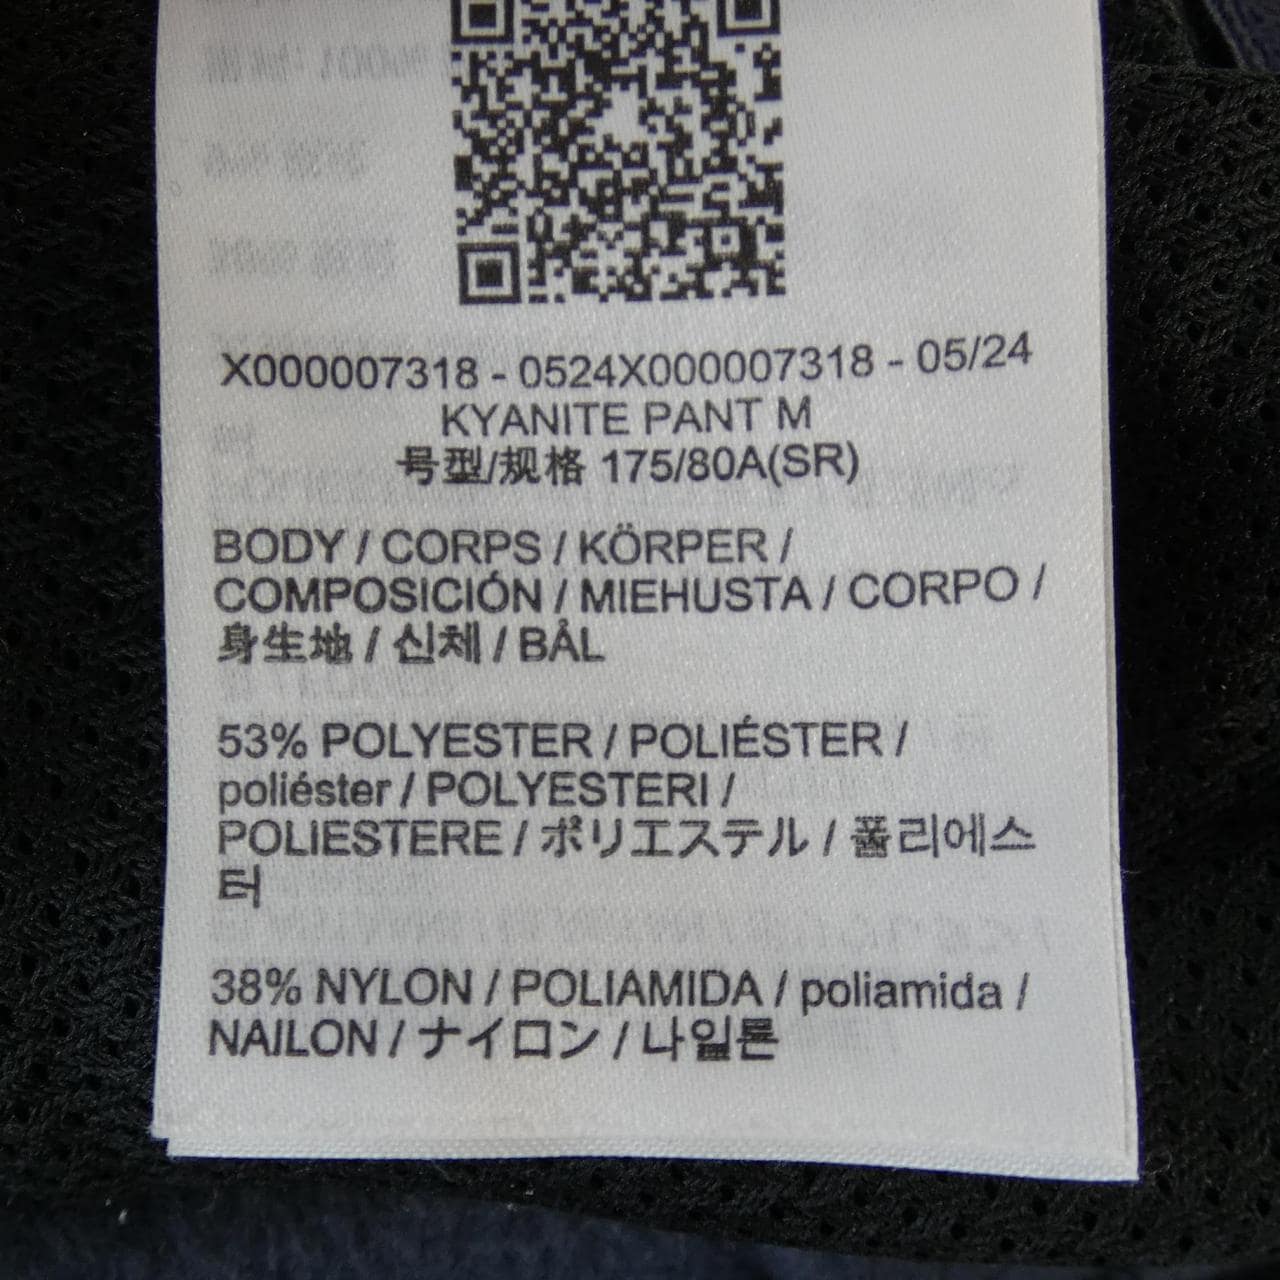 X000007318 - 0524X000007318 - 05/24
KYANITE PANT M
号型/规格 175/80A(SR)
BODY / CORPS / KÖRPER /
COMPOSICIÓN / MIEHUSTA / CORPO /
身生地 / 신체 / BÅL
53% POLYESTER / POLIÉSTER /
poliéster / POLYESTERI /
POLIESTERE / ポリエステル / 폴리에스
터
38% NYLON / POLIAMIDA / poliamida /
NAILON / ナイロン / 나일론